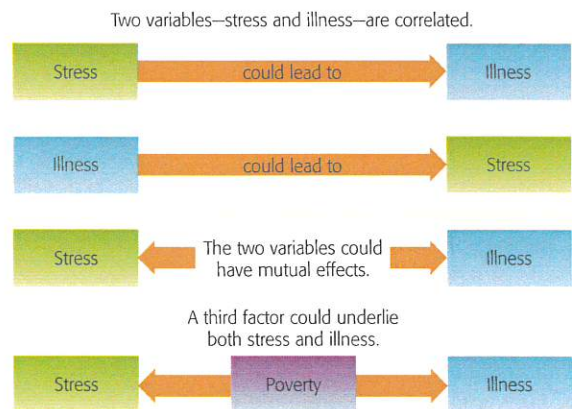 Two variables—stress and illness—are correlated.
Stress could lead to Illness
Illness could lead to Stress
Stress The two variables could have mutual effects. Illness
A third factor could underlie
both stress and illness.
Stress Poverty Illness